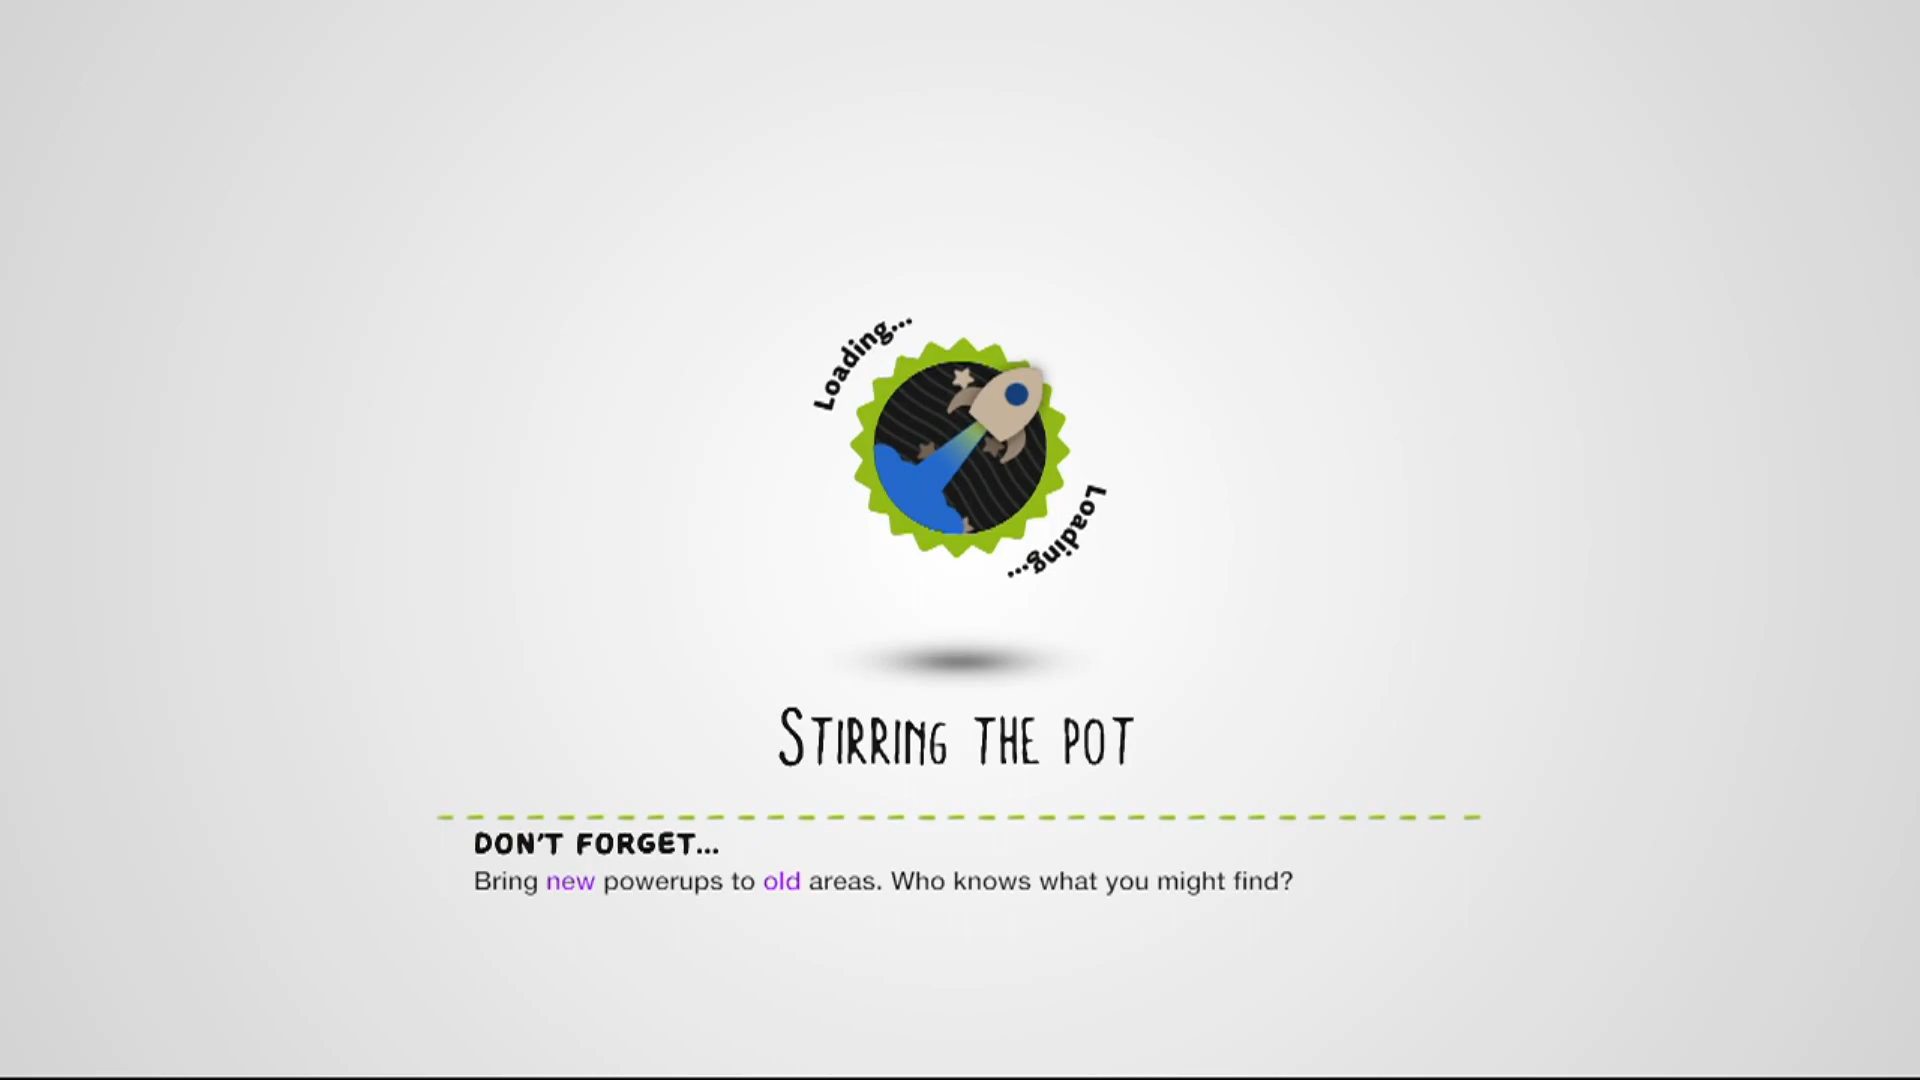 Loading...
Loading...
STIRRING THE POT
DON'T FORGET...
Bring new powerups to old areas. Who knows what you might find?